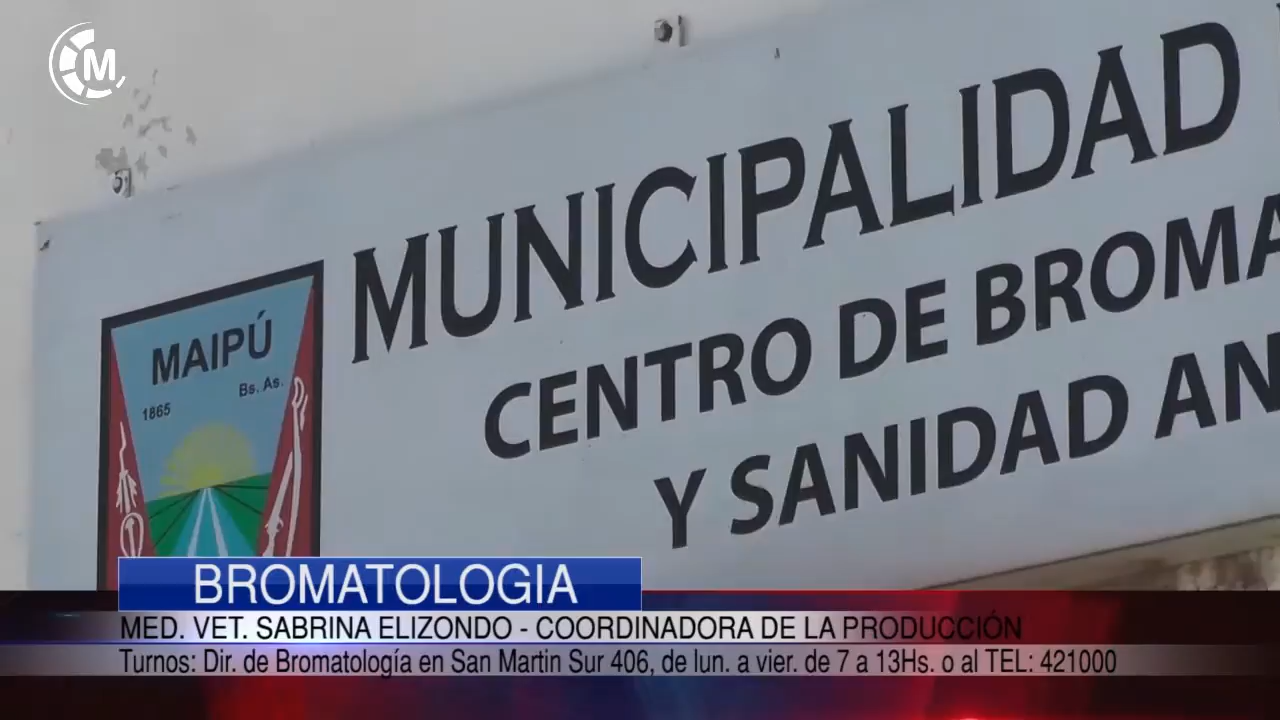 M
MUNICIPALIDAD
CENTRO DE BROMA
Y SANIDAD AN
MAIPÚ
Bs. As.
1865
BROMATOLOGIA
MED. VET. SABRINA ELIZONDO - COORDINADORA DE LA PRODUCCIÓN
Turnos: Dir. de Bromatología en San Martin Sur 406, de lun. a vier. de 7 a 13Hs. o al TEL: 421000